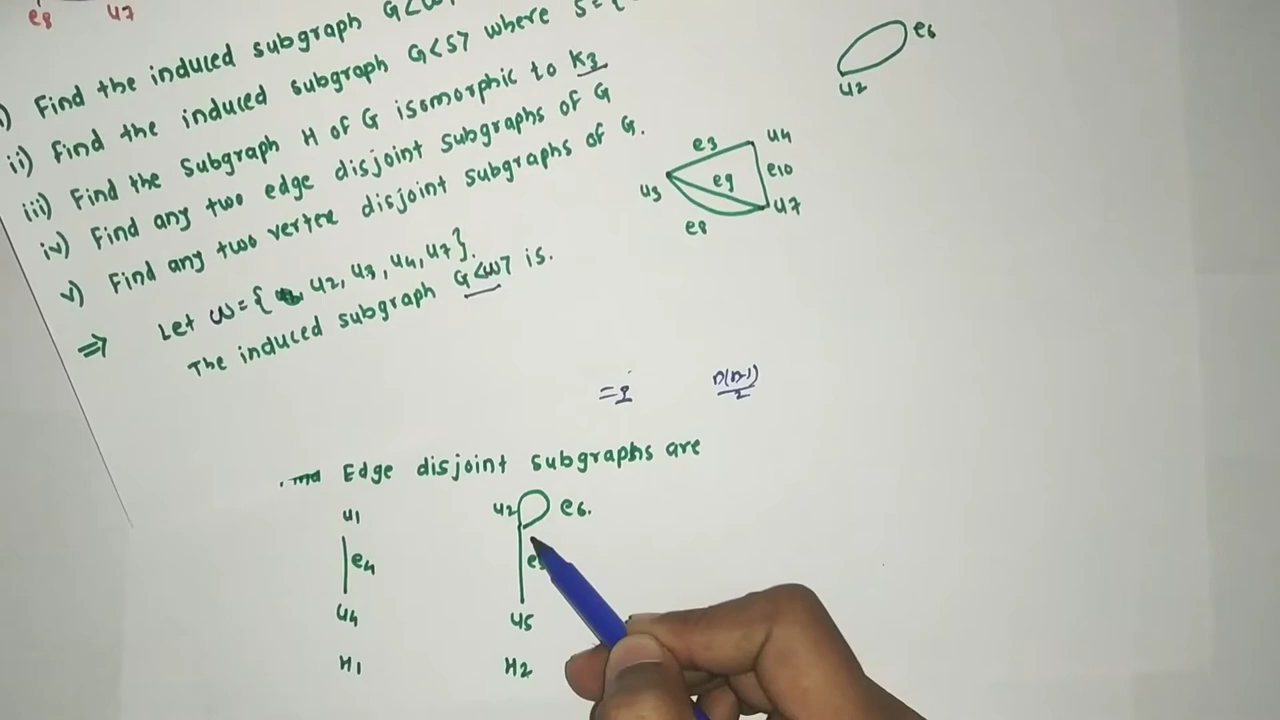 e8 u7
i) Find the induced subgraph
ii) Find the induced subgraph G<S> where S={
iii) Find the subgraph H of G isomorphic to K3
iv) Find any two edge disjoint subgraphs of G
v) Find any two vertex disjoint subgraphs of G.
e6
u2
e3 u4
u3 e9 e10
u7
e8
⇒ Let w={ u2, u3, u4, u7}.
The induced subgraph G<w> is.
n(n-1)/2
Edge disjoint subgraphs are
u1 u2 e6.
e4
u4 u5
H1 H2